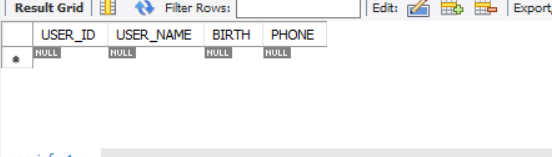 Result Grid Filter Rows: Edit: Export
USER_ID USER_NAME BIRTH PHONE
NULL NULL NULL NULL